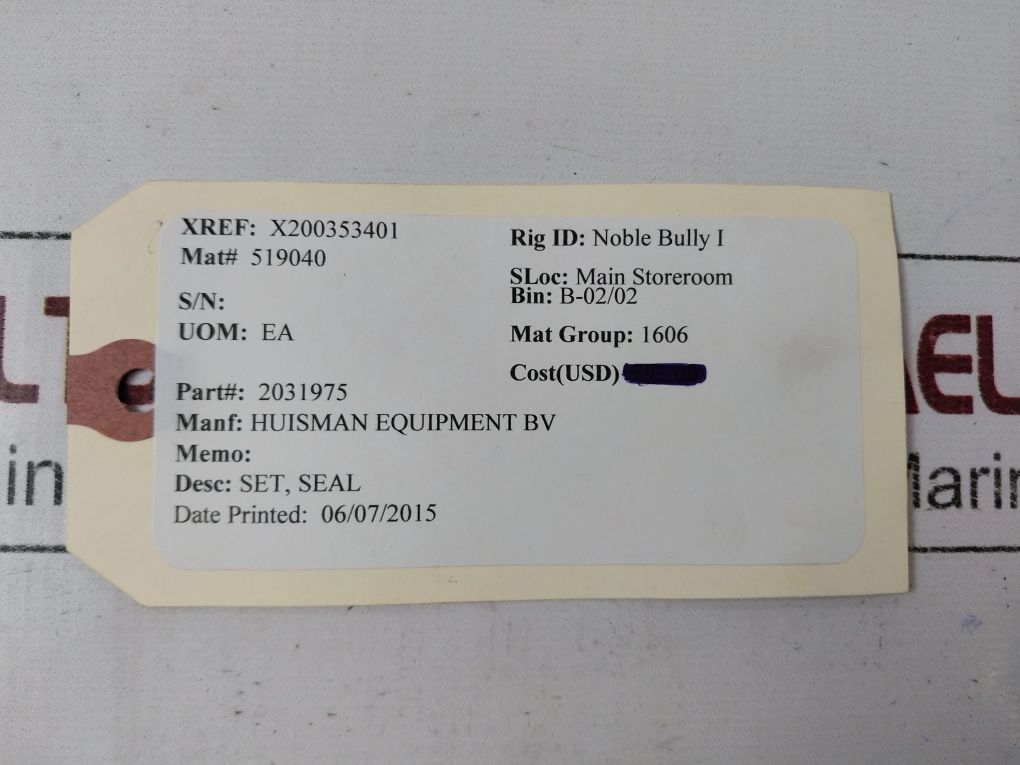 XREF: X200353401
Mat# 519040
S/N:
UOM: EA
Part#: 2031975
Manf: HUISMAN EQUIPMENT BV
Memo:
Desc: SET, SEAL
Date Printed: 06/07/2015
Rig ID: Noble Bully I
SLoc: Main Storeroom
Bin: B-02/02
Mat Group: 1606
Cost(USD)